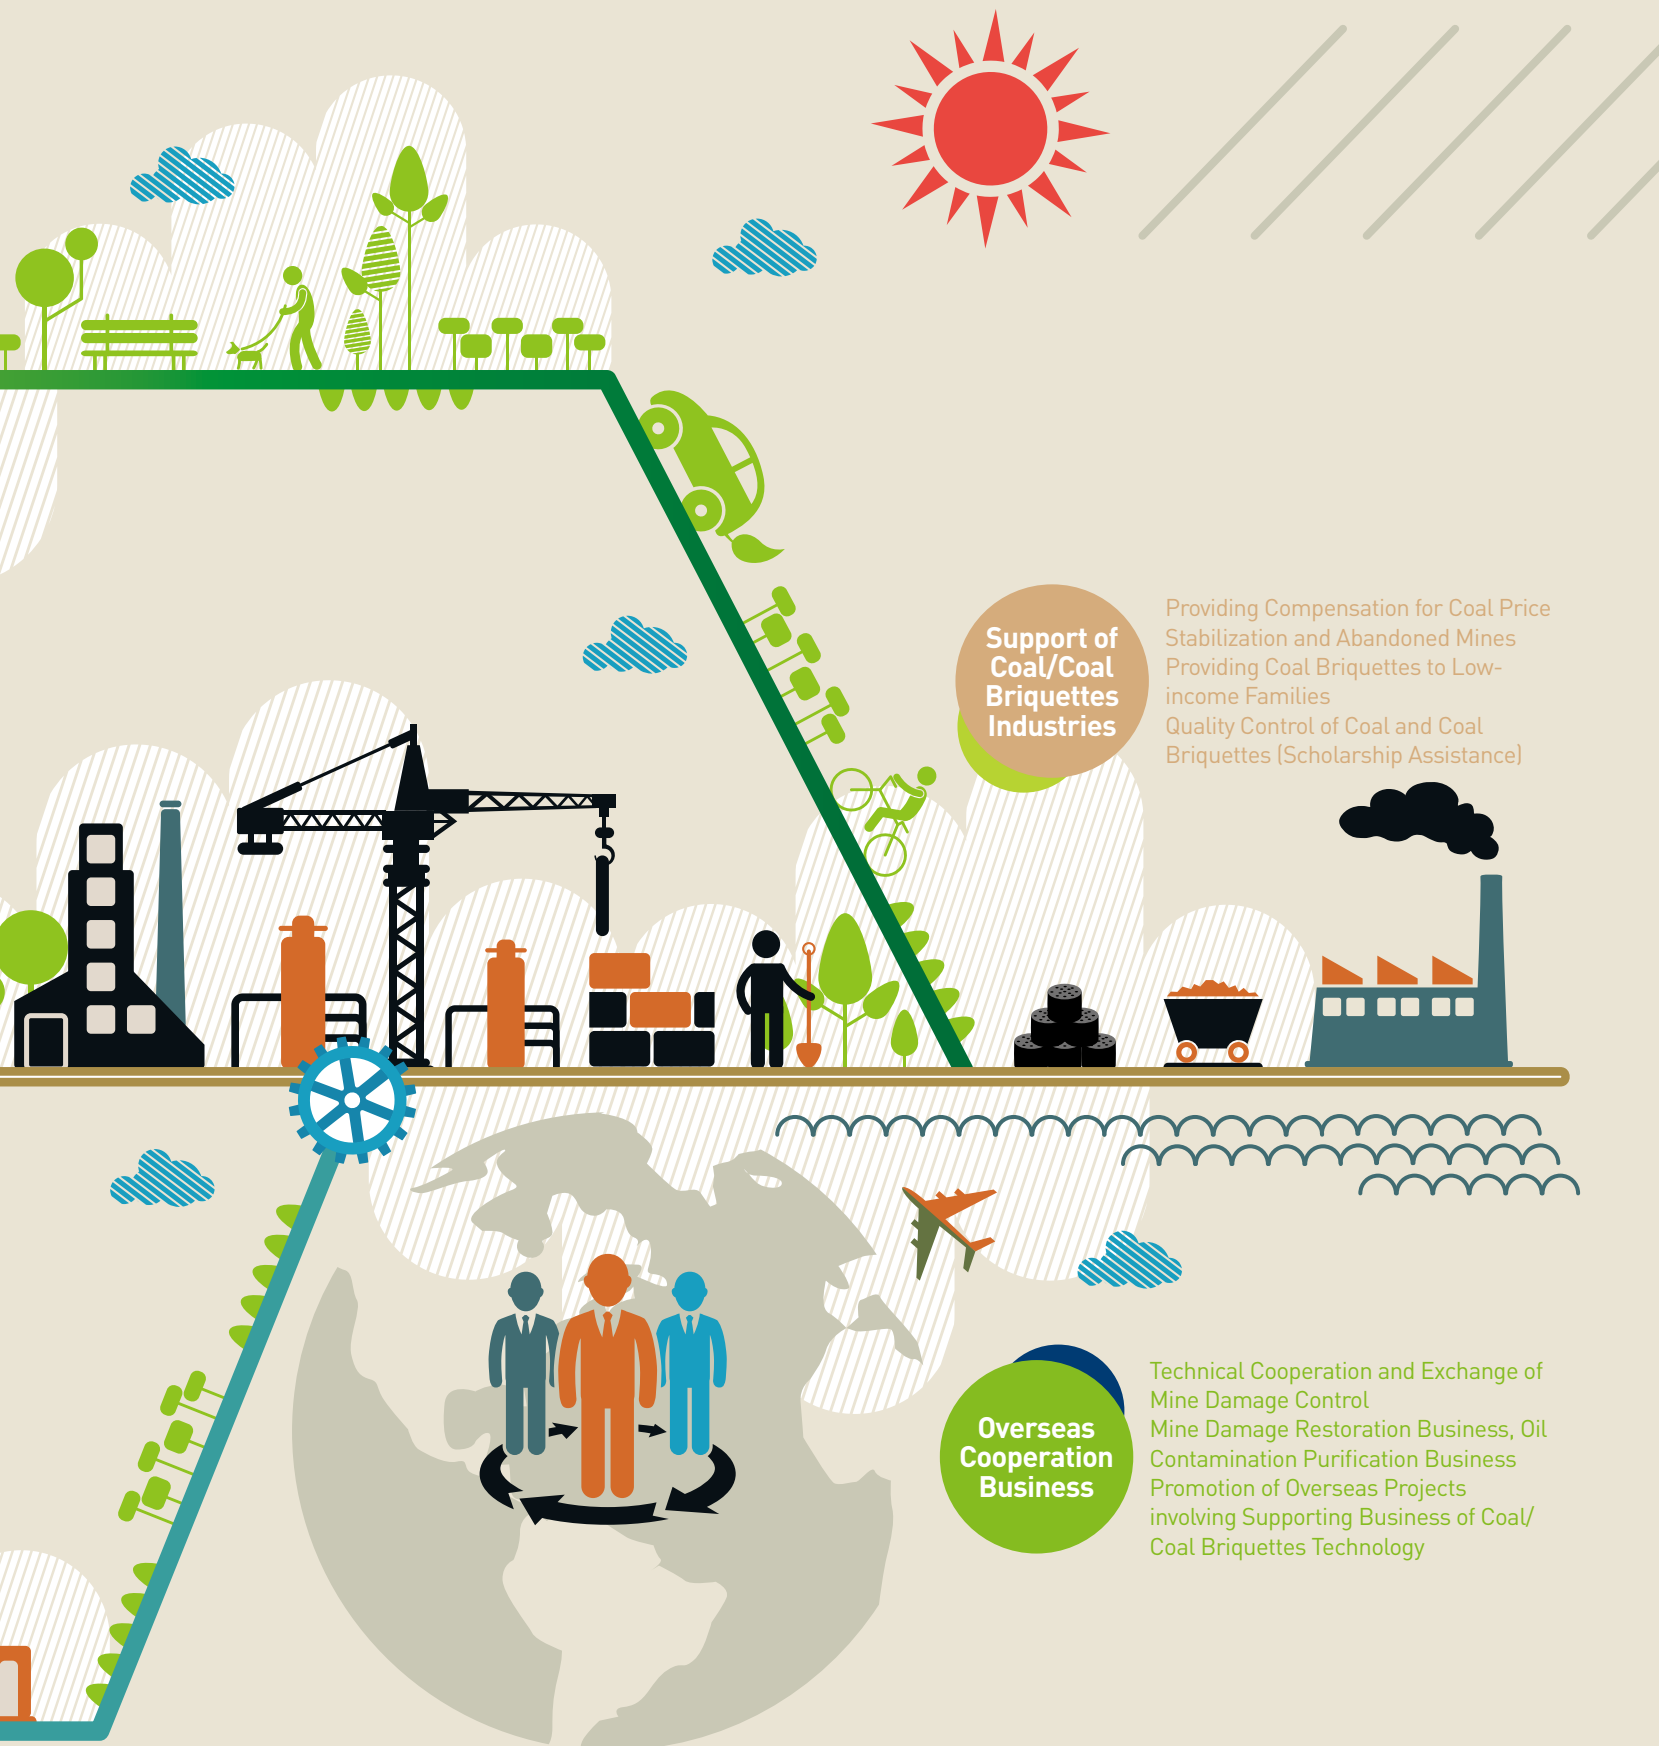 Support of
Coal/Coal
Briquettes
Industries
Providing Compensation for Coal Price
Stabilization and Abandoned Mines
Providing Coal Briquettes to Low-
income Families
Quality Control of Coal and Coal
Briquettes (Scholarship Assistance)
Overseas
Cooperation
Business
Technical Cooperation and Exchange of
Mine Damage Control
Mine Damage Restoration Business, Oil
Contamination Purification Business
Promotion of Overseas Projects
involving Supporting Business of Coal/
Coal Briquettes Technology